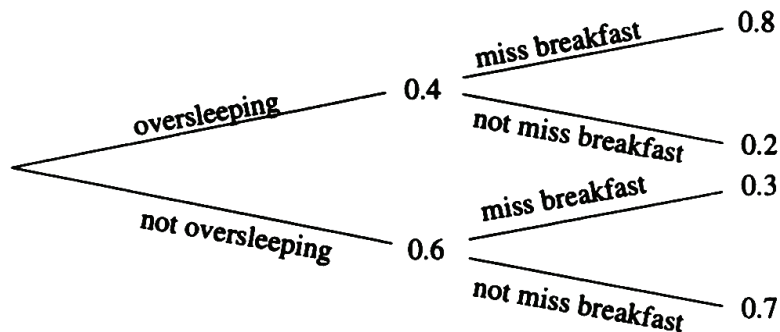 miss breakfast
0.8
oversleeping
0.4
not miss breakfast
0.2
not oversleeping
0.6
miss breakfast
0.3
not miss breakfast
0.7